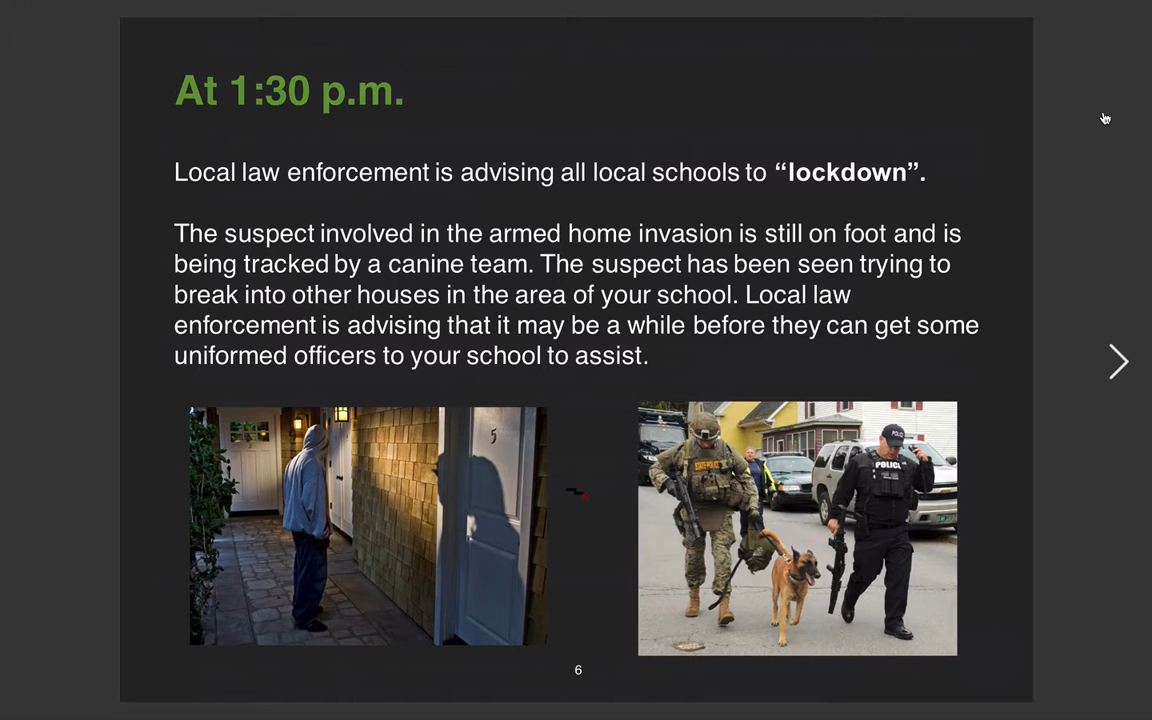 At 1:30 p.m.
Local law enforcement is advising all local schools to “lockdown”.
The suspect involved in the armed home invasion is still on foot and is
being tracked by a canine team. The suspect has been seen trying to
break into other houses in the area of your school. Local law
enforcement is advising that it may be a while before they can get some
uniformed officers to your school to assist.
5
STATE POLICE
POLICE
POLICE
6